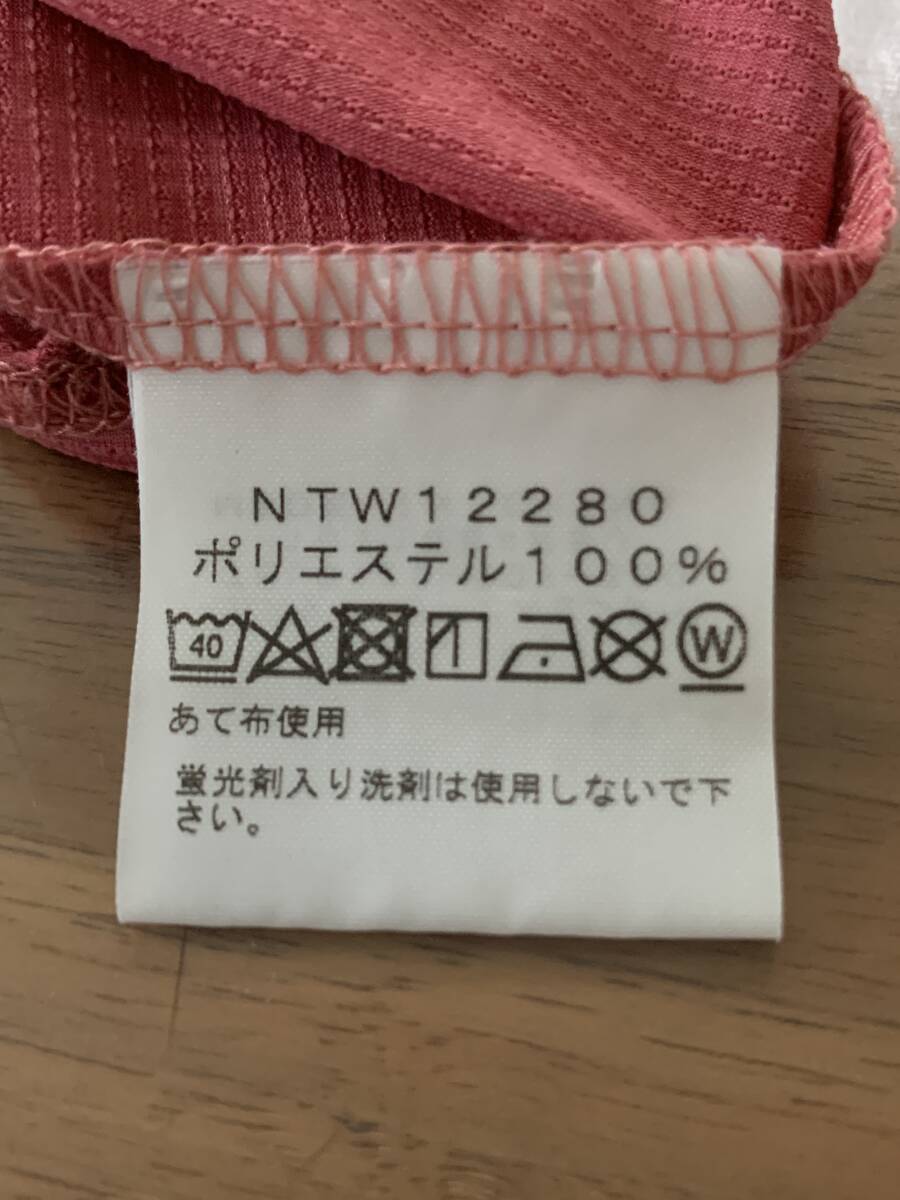 NTW12280
ポリエステル100%
40 W
あて布使用
蛍光剤入り洗剤は使用しないで下
さい。